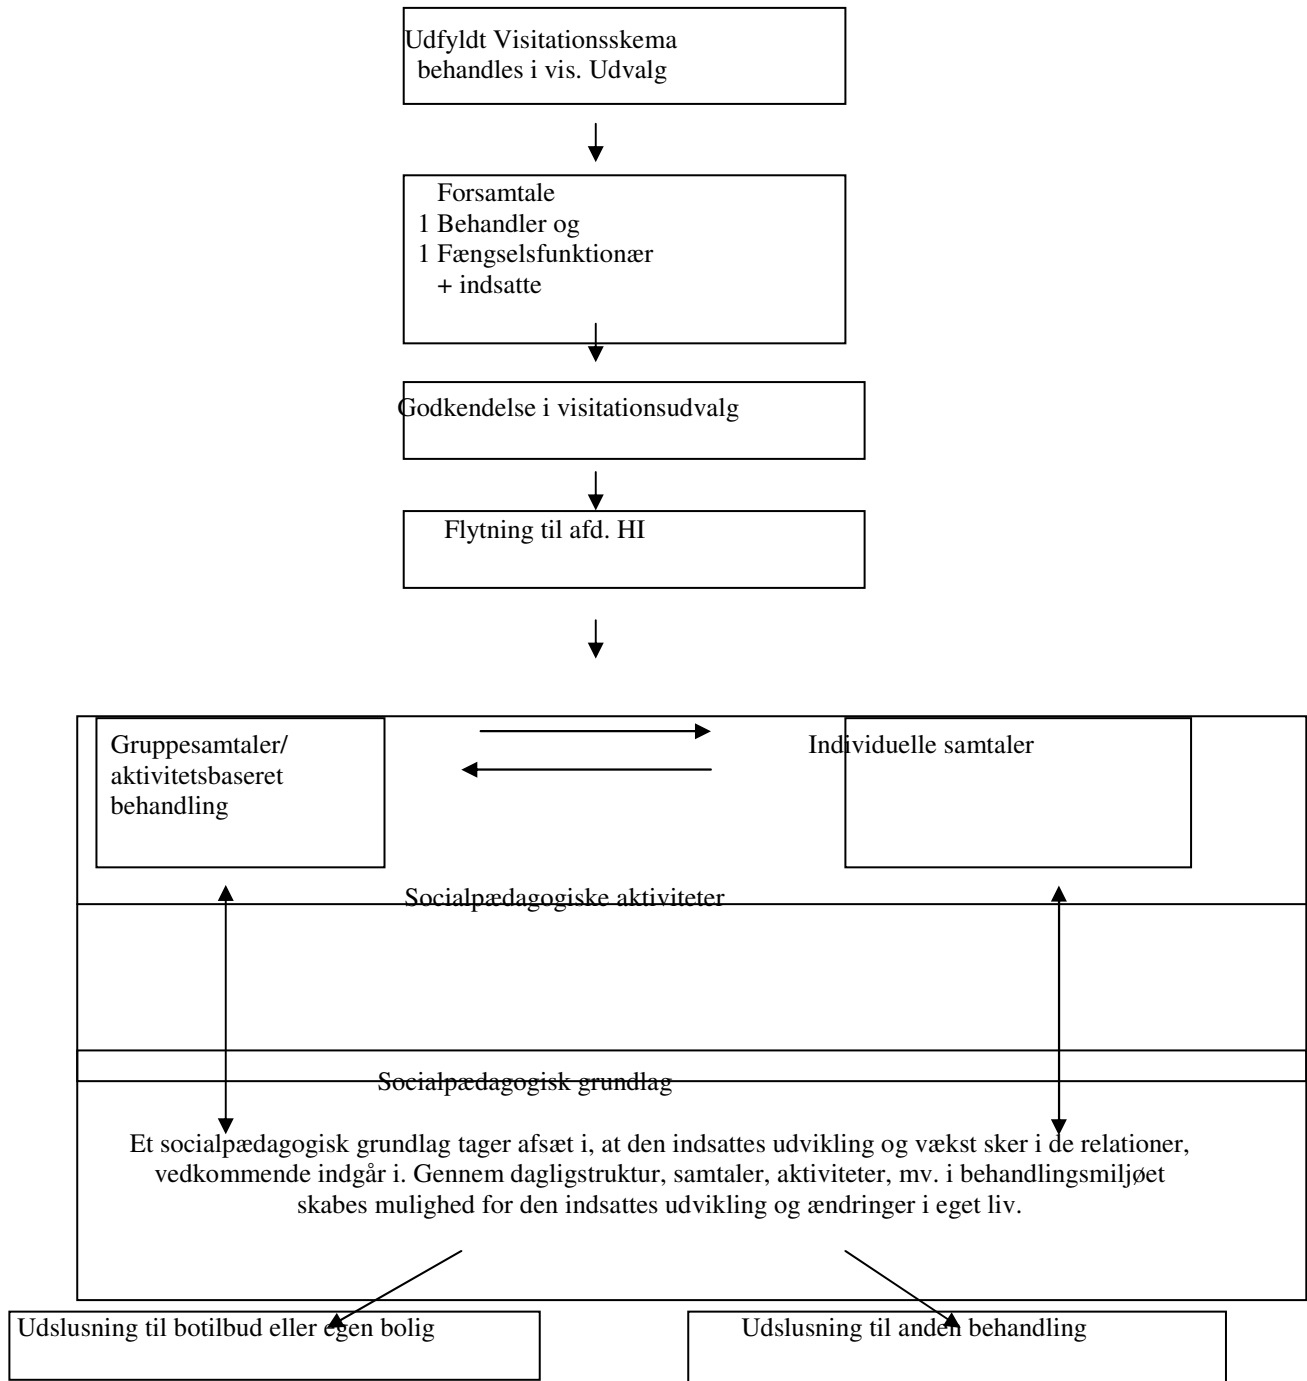 Udfyldt Visitationsskema
behandles i vis. Udvalg
Forsamtale
1 Behandler og
1 Fængselsfunktionær
+ indsatte
Godkendelse i visitationsudvalg
Flytning til afd. HI
Gruppesamtaler/
aktivitetsbaseret
behandling
Individuelle samtaler
Socialpædagogiske aktiviteter
Socialpædagogisk grundlag
Et socialpædagogisk grundlag tager afsæt i, at den indsattes udvikling og vækst sker i de relationer,
vedkommende indgår i. Gennem dagligstruktur, samtaler, aktiviteter, mv. i behandlingsmiljøet
skabes mulighed for den indsattes udvikling og ændringer i eget liv.
Udslusning til botilbud eller egen bolig
Udslusning til anden behandling